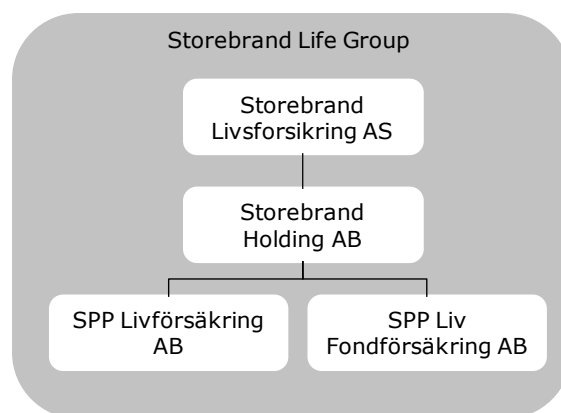 Storebrand Life Group
Storebrand
Livsforsikring AS
Storebrand
Holding AB
SPP Livförsäkring
AB
SPP Liv
Fondförsäkring AB